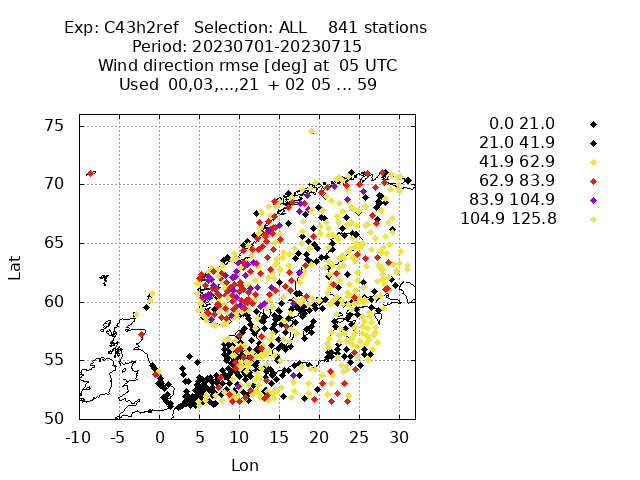 Exp: C43h2ref   Selection: ALL    841 stations
Period: 20230701-20230715
Wind direction rmse [deg] at  05 UTC
Used  00,03,...,21  + 02 05 ... 59
0.0 21.0
21.0 41.9
41.9 62.9
62.9 83.9
83.9 104.9
104.9 125.8
75
70
65
60
55
50
Lat
-10 -5 0 5 10 15 20 25 30
Lon